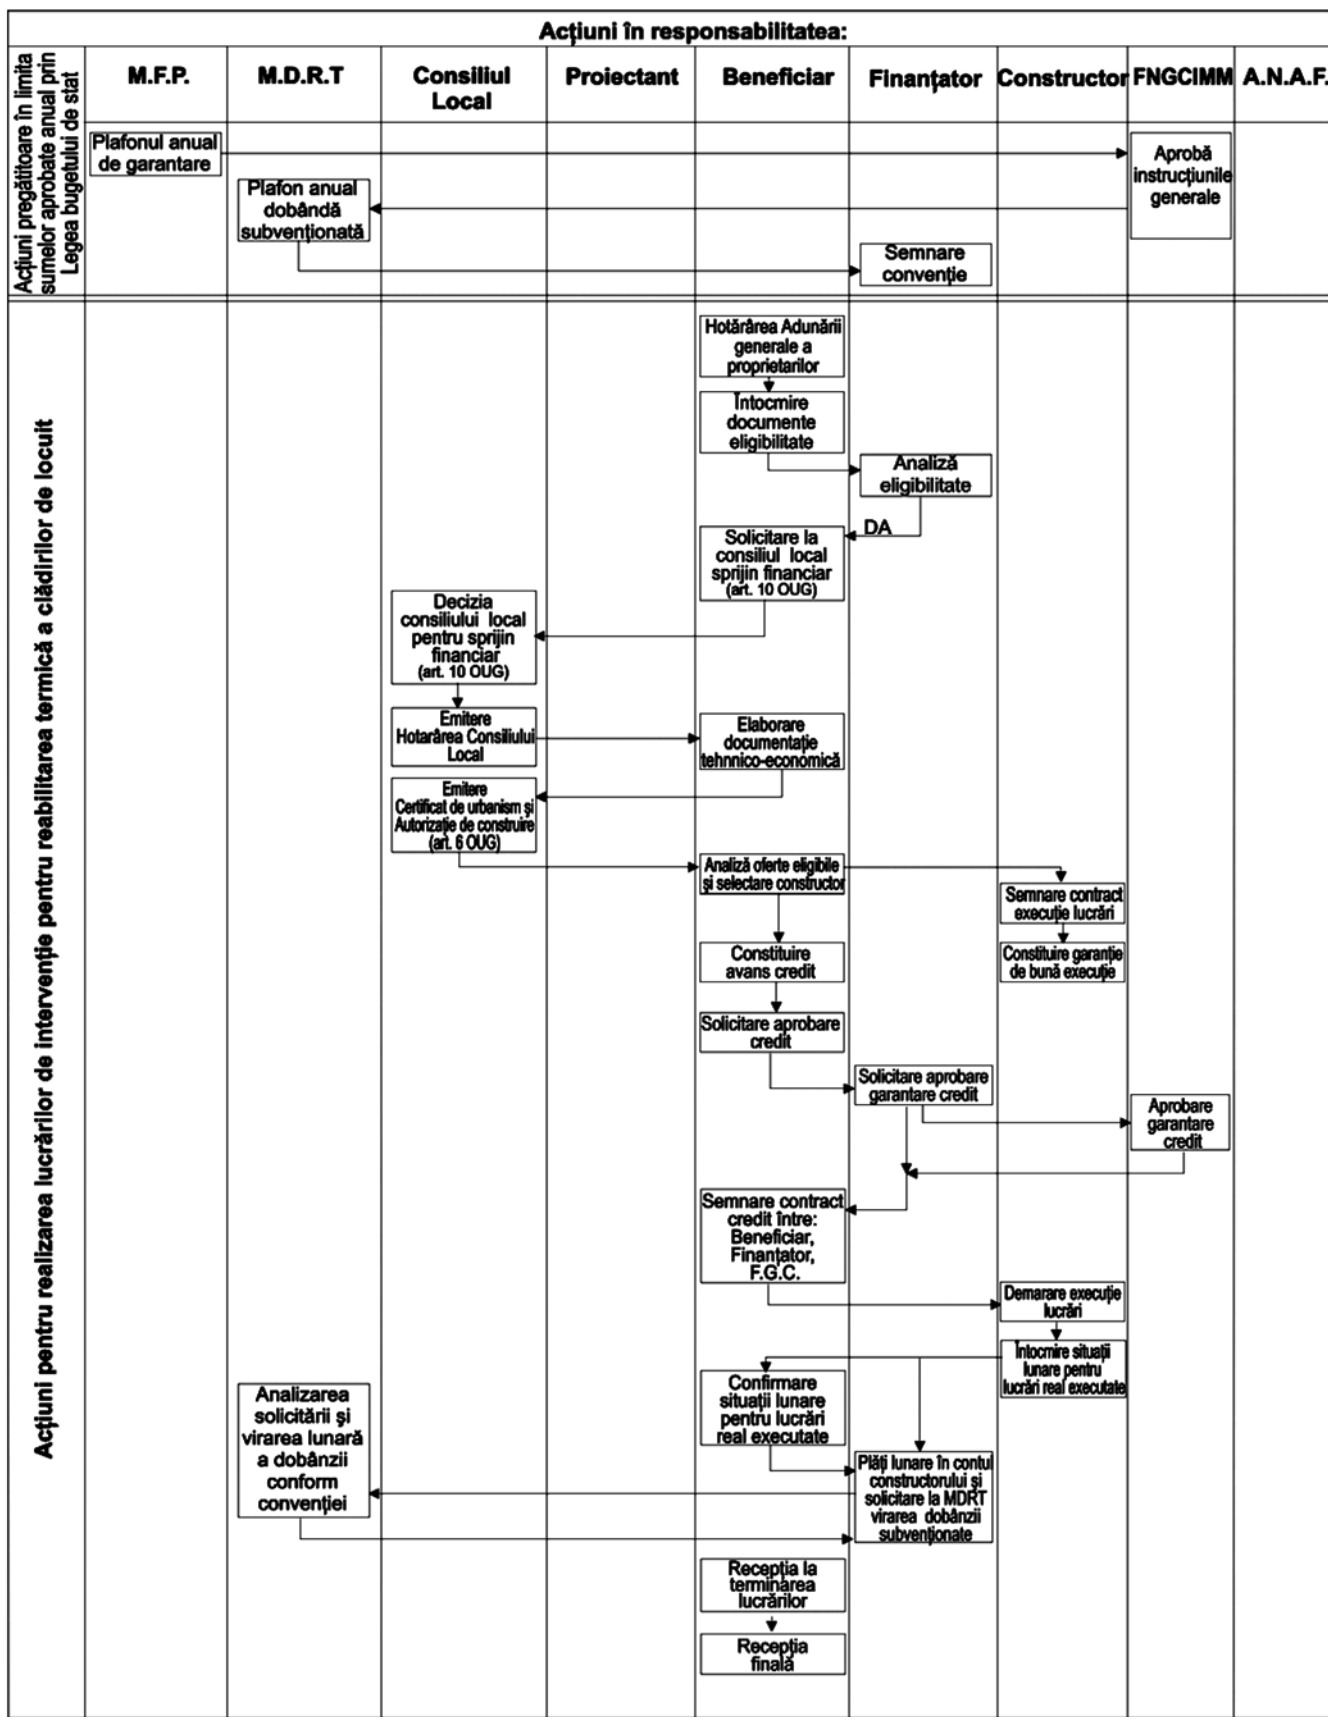 Acțiuni în responsabilitatea:
Acțiuni pregătitoare în limita
sumelor aprobate anual prin
Legea bugetului de stat
M.F.P.
M.D.R.T
Consiliul
Local
Proiectant
Beneficiar
Finanțator
Constructor
FNGCIMM
A.N.A.F.
Plafonul anual
de garantare
Aprobă
instrucțiunile
generale
Plafon anual
dobândă
subvenționată
Semnare
convenție
Acțiuni pentru realizarea lucrărilor de intervenție pentru reabilitarea termică a clădirilor de locuit
Hotărârea Adunării
generale a
proprietarilor
Întocmire
documente
eligibilitate
Analiză
eligibilitate
DA
Solicitare la
consiliul local
sprijin financiar
(art. 10 OUG)
Decizia
consiliului local
pentru sprijin
financiar
(art. 10 OUG)
Emitere
Hotarârea Consiliului
Local
Elaborare
documentație
tehnnico-economică
Emitere
Certificat de urbanism și
Autorizație de construire
(art. 6 OUG)
Analiză oferte eligibile
și selectare constructor
Semnare contract
execuție lucrări
Constituire
avans credit
Constituire garanție
de bună execuție
Solicitare aprobare
credit
Solicitare aprobare
garantare credit
Aprobare
garantare
credit
Semnare contract
credit între:
Beneficiar,
Finanțator,
F.G.C.
Demarare execuție
lucrări
Întocmire situații
lunare pentru
lucrări real executate
Confirmare
situații lunare
pentru lucrări
real executate
Analizarea
solicitării și
virarea lunară
a dobânzii
conform
convenției
Plăți lunare în contul
constructorului și
solicitare la MDRT
virarea dobânzii
subvenționate
Recepția la
terminarea
lucrărilor
Recepția
finală